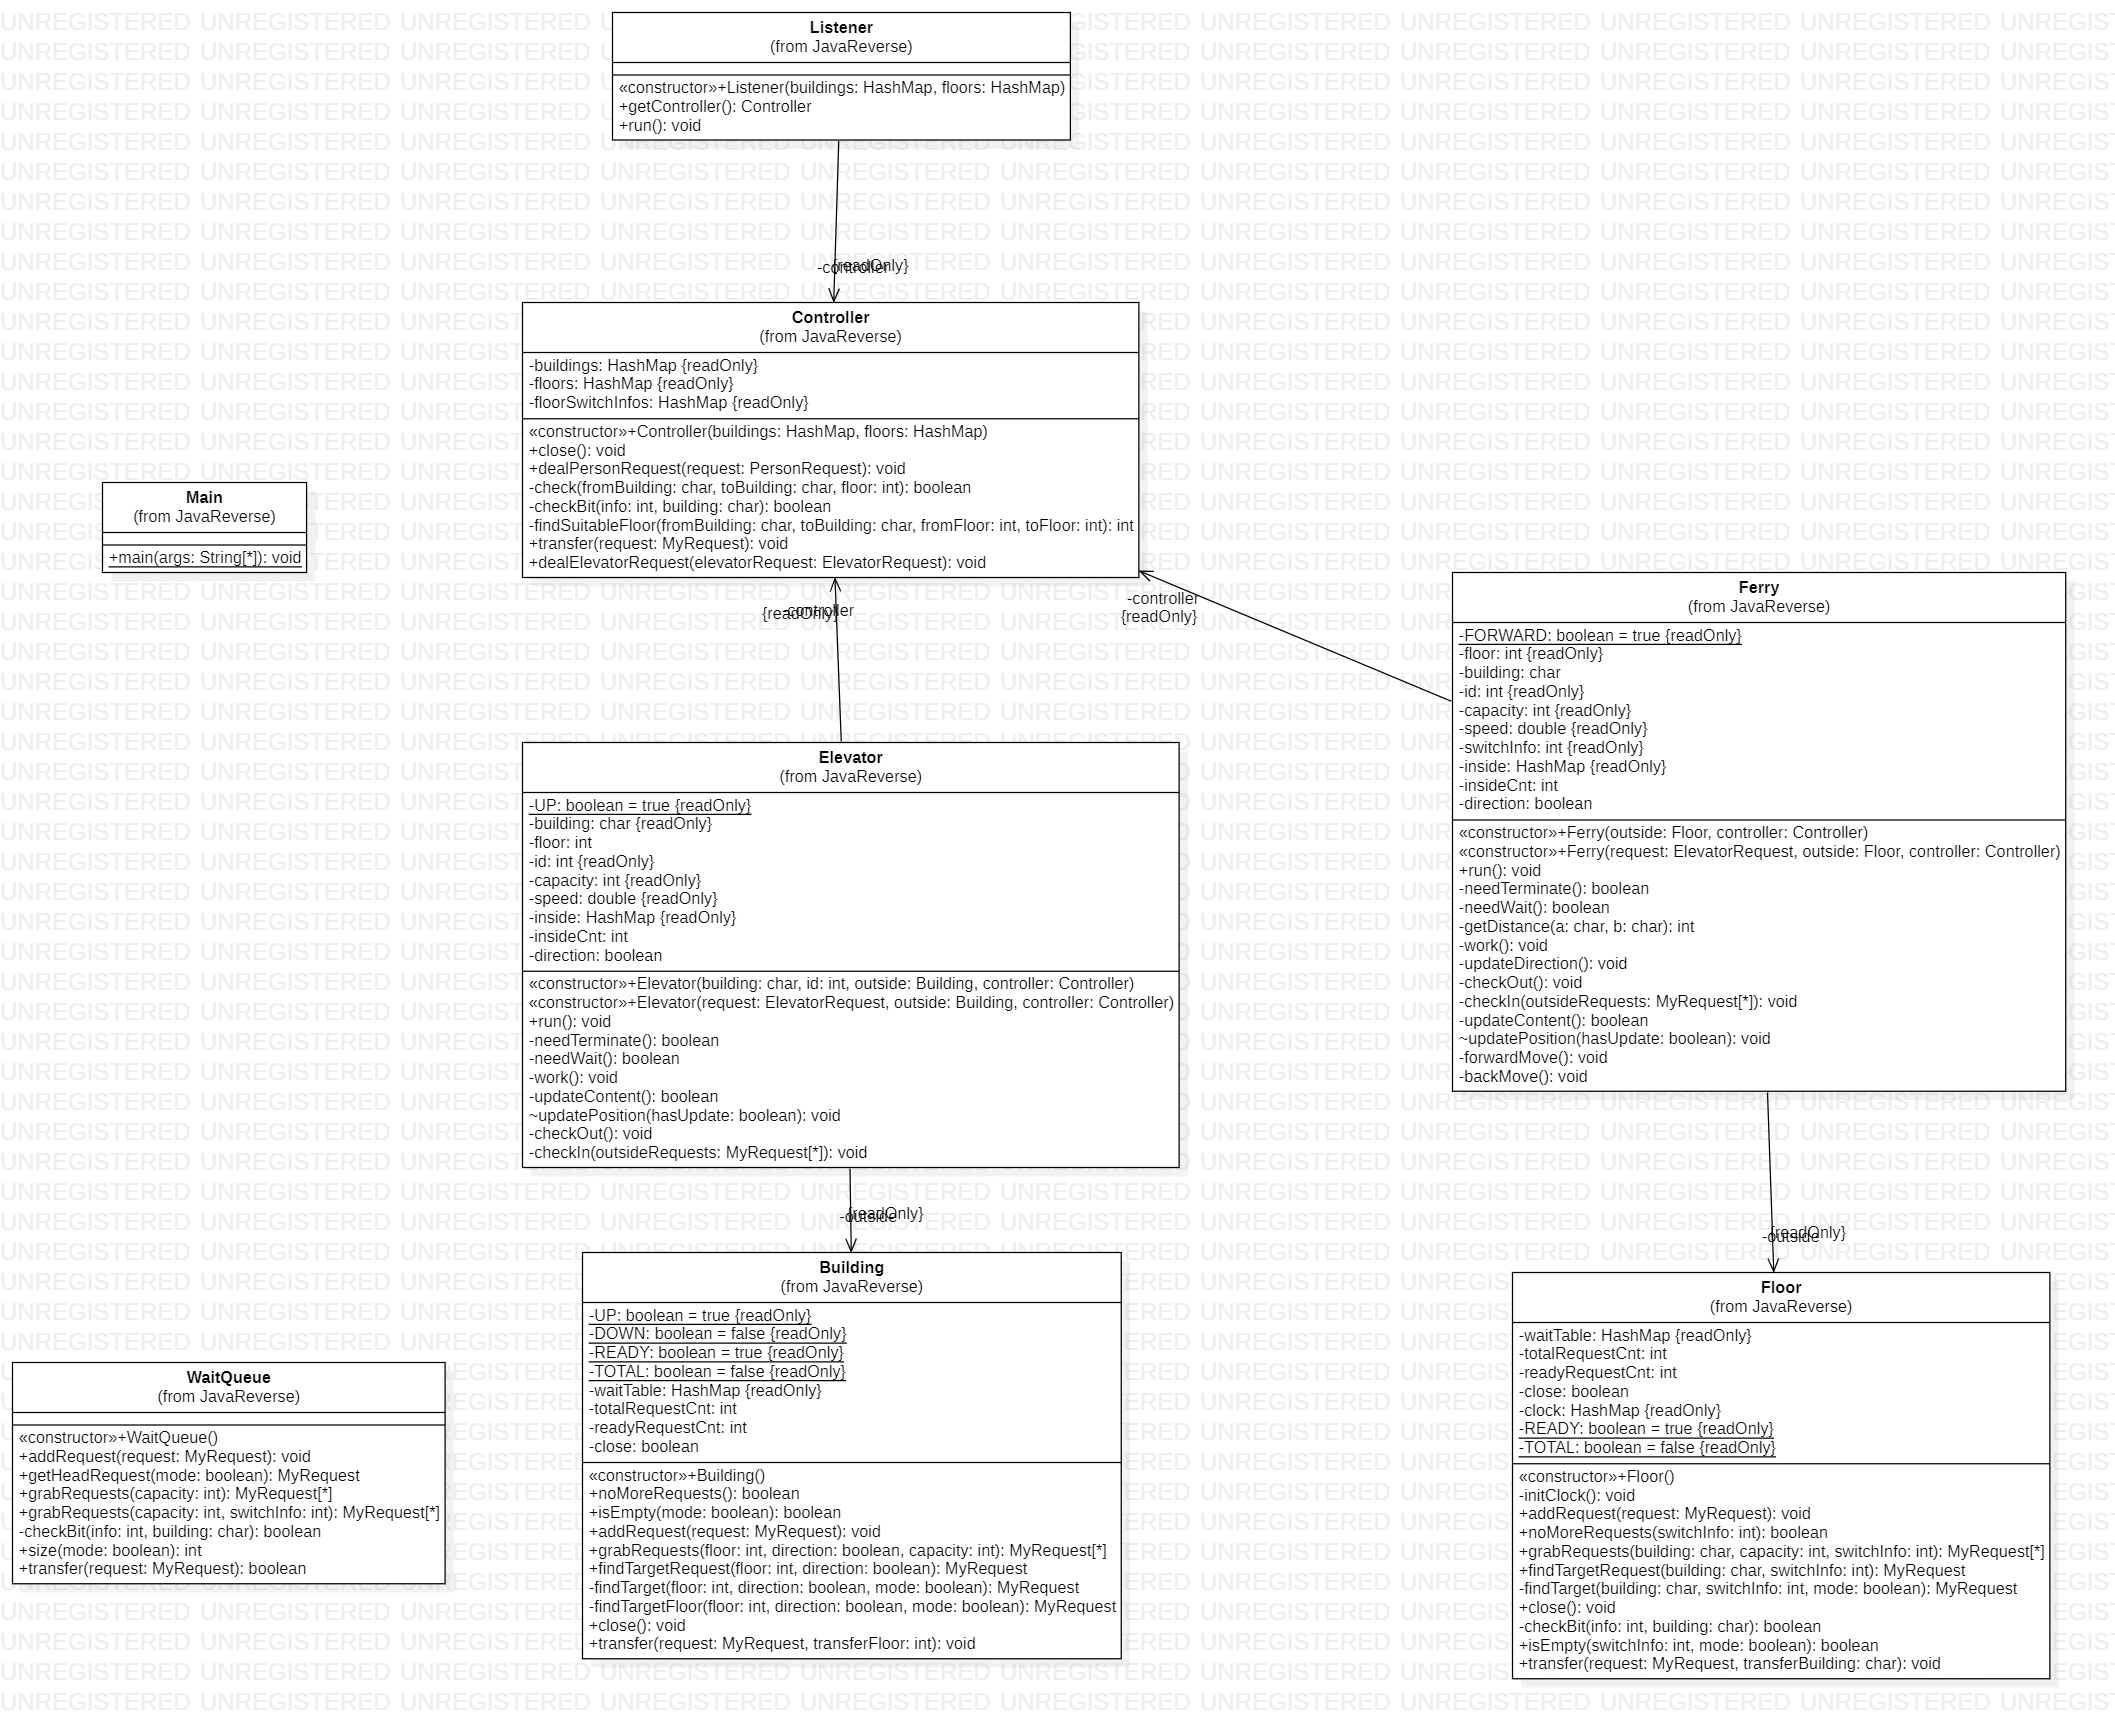 Listener
(from JavaReverse)
«constructor»+Listener(buildings: HashMap, floors: HashMap)
+getController(): Controller
+run(): void
-controller
{readOnly}
Controller
(from JavaReverse)
-buildings: HashMap {readOnly}
-floors: HashMap {readOnly}
-floorSwitchInfos: HashMap {readOnly}
«constructor»+Controller(buildings: HashMap, floors: HashMap)
+close(): void
+dealPersonRequest(request: PersonRequest): void
-check(fromBuilding: char, toBuilding: char, floor: int): boolean
-checkBit(info: int, building: char): boolean
-findSuitableFloor(fromBuilding: char, toBuilding: char, fromFloor: int, toFloor: int): int
+transfer(request: MyRequest): void
+dealElevatorRequest(elevatorRequest: ElevatorRequest): void
Main
(from JavaReverse)
+main(args: String[*]): void
-controller
{readOnly}
-controller
{readOnly}
Ferry
(from JavaReverse)
-FORWARD: boolean = true {readOnly}
-floor: int {readOnly}
-building: char
-id: int {readOnly}
-capacity: int {readOnly}
-speed: double {readOnly}
-switchInfo: int {readOnly}
-inside: HashMap {readOnly}
-insideCnt: int
-direction: boolean
«constructor»+Ferry(outside: Floor, controller: Controller)
«constructor»+Ferry(request: ElevatorRequest, outside: Floor, controller: Controller)
+run(): void
-needTerminate(): boolean
-needWait(): boolean
-getDistance(a: char, b: char): int
-work(): void
-updateDirection(): void
-checkOut(): void
-checkIn(outsideRequests: MyRequest[*]): void
-updateContent(): boolean
~updatePosition(hasUpdate: boolean): void
-forwardMove(): void
-backMove(): void
Elevator
(from JavaReverse)
-UP: boolean = true {readOnly}
-building: char {readOnly}
-floor: int
-id: int {readOnly}
-capacity: int {readOnly}
-speed: double {readOnly}
-inside: HashMap {readOnly}
-insideCnt: int
-direction: boolean
«constructor»+Elevator(building: char, id: int, outside: Building, controller: Controller)
«constructor»+Elevator(request: ElevatorRequest, outside: Building, controller: Controller)
+run(): void
-needTerminate(): boolean
-needWait(): boolean
-work(): void
-updateContent(): boolean
~updatePosition(hasUpdate: boolean): void
-checkOut(): void
-checkIn(outsideRequests: MyRequest[*]): void
-outside
{readOnly}
-outside
{readOnly}
Building
(from JavaReverse)
-UP: boolean = true {readOnly}
-DOWN: boolean = false {readOnly}
-READY: boolean = true {readOnly}
-TOTAL: boolean = false {readOnly}
-waitTable: HashMap {readOnly}
-totalRequestCnt: int
-readyRequestCnt: int
-close: boolean
«constructor»+Building()
+noMoreRequests(): boolean
+isEmpty(mode: boolean): boolean
+addRequest(request: MyRequest): void
+grabRequests(floor: int, direction: boolean, capacity: int): MyRequest[*]
+findTargetRequest(floor: int, direction: boolean): MyRequest
-findTarget(floor: int, direction: boolean, mode: boolean): MyRequest
-findTargetFloor(floor: int, direction: boolean, mode: boolean): MyRequest
+close(): void
+transfer(request: MyRequest, transferFloor: int): void
Floor
(from JavaReverse)
-waitTable: HashMap {readOnly}
-totalRequestCnt: int
-readyRequestCnt: int
-close: boolean
-clock: HashMap {readOnly}
-READY: boolean = true {readOnly}
-TOTAL: boolean = false {readOnly}
«constructor»+Floor()
-initClock(): void
+addRequest(request: MyRequest): void
+noMoreRequests(switchInfo: int): boolean
+grabRequests(building: char, capacity: int, switchInfo: int): MyRequest[*]
+findTargetRequest(building: char, switchInfo: int): MyRequest
-findTarget(building: char, switchInfo: int, mode: boolean): MyRequest
+close(): void
-checkBit(info: int, building: char): boolean
+isEmpty(switchInfo: int, mode: boolean): boolean
+transfer(request: MyRequest, transferBuilding: char): void
WaitQueue
(from JavaReverse)
«constructor»+WaitQueue()
+addRequest(request: MyRequest): void
+getHeadRequest(mode: boolean): MyRequest
+grabRequests(capacity: int): MyRequest[*]
+grabRequests(capacity: int, switchInfo: int): MyRequest[*]
-checkBit(info: int, building: char): boolean
+size(mode: boolean): int
+transfer(request: MyRequest): boolean